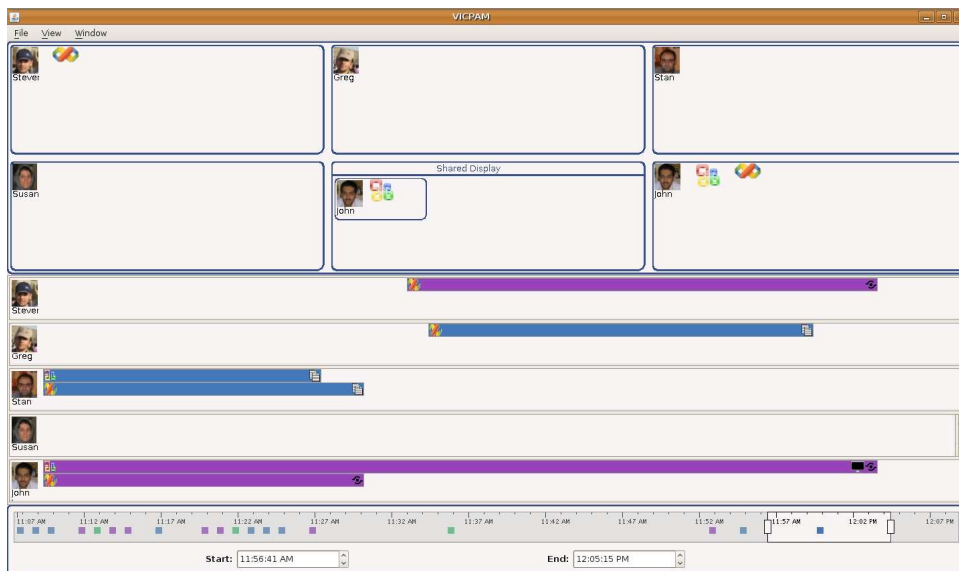 VICPAM
File View Window
Steven
Greg
Stan
Susan
Shared Display
John
John
Steven
Greg
Stan
Susan
John
11:07 AM 11:12 AM 11:17 AM 11:22 AM 11:27 AM 11:32 AM 11:37 AM 11:42 AM 11:47 AM 11:52 AM 11:57 AM 12:02 PM 12:07 PM
Start: 11:56:41 AM End: 12:05:15 PM